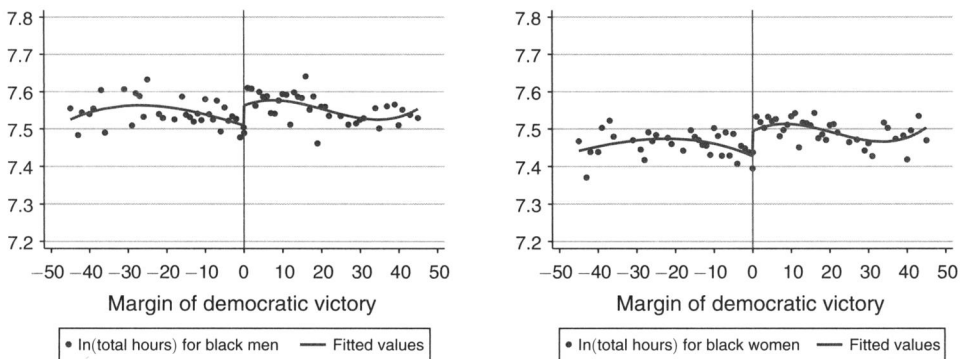 7.8
7.7
7.6
7.5
7.4
7.3
7.2
−50 −40 −30 −20 −10 0 10 20 30 40 50
Margin of democratic victory
ln(total hours) for black men Fitted values
7.8
7.7
7.6
7.5
7.4
7.3
7.2
−50 −40 −30 −20 −10 0 10 20 30 40 50
Margin of democratic victory
ln(total hours) for black women Fitted values